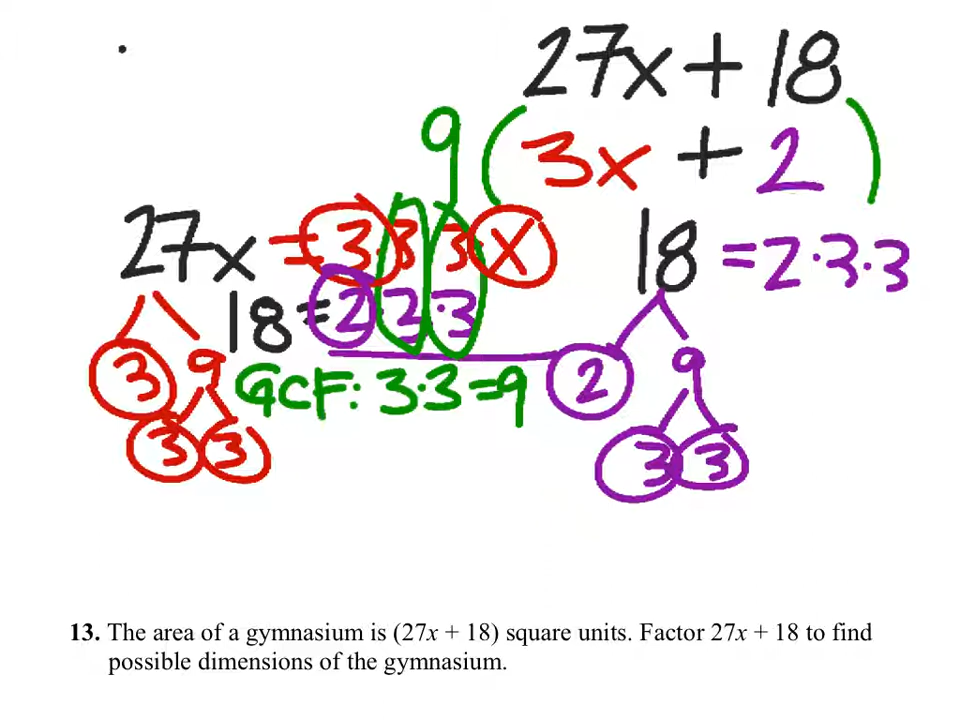 27x + 18
9(3x + 2)
27x = 3 3 3 x
18 = 2·3·3
18 = 2 2·3
3 9
2 9
GCF: 3·3=9
3 3
3 3
13. The area of a gymnasium is (27x + 18) square units. Factor 27x + 18 to find
possible dimensions of the gymnasium.